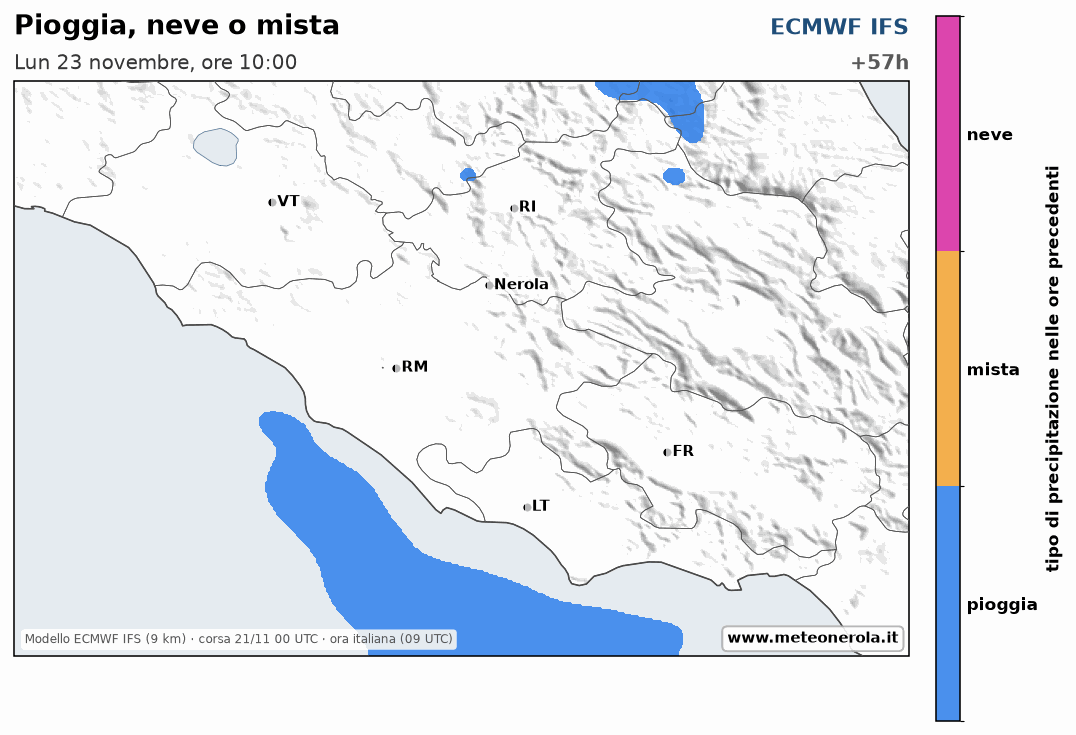 Pioggia, neve o mista
ECMWF IFS
Lun 23 novembre, ore 10:00
+57h
neve
mista
pioggia
tipo di precipitazione nelle ore precedenti
VT
RI
Nerola
RM
FR
LT
Modello ECMWF IFS (9 km) · corsa 21/11 00 UTC · ora italiana (09 UTC)
www.meteonerola.it